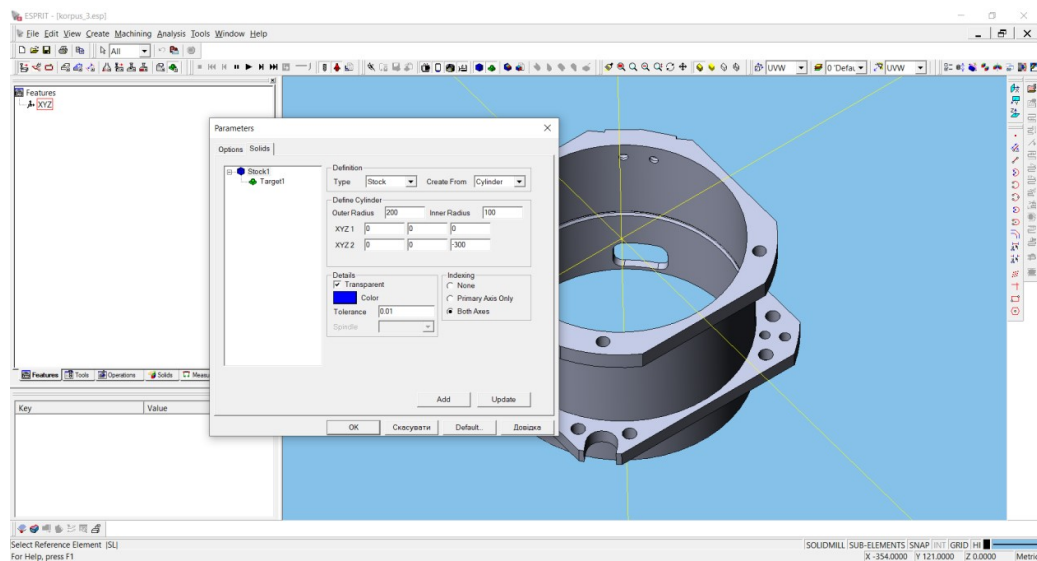 ESPRIT - [korpus_3.esp]
File Edit View Create Machining Analysis Tools Window Help
All
UVW
0 'Defau
UVW
Features
XYZ
Parameters
Options Solids
Stock1
Target1
Definition
Type Stock Create From Cylinder
Define Cylinder
Outer Radius 200 Inner Radius 100
XYZ 1 0 0 0
XYZ 2 0 0 -300
Details
Transparent
Color
Tolerance 0.01
Spindle
Indexing
None
Primary Axis Only
Both Axes
Add Update
OK Скасувати Default.. Довідка
Features Tools Operations Solids Measu
Key Value
Select Reference Element |SL|
SOLIDMILL SUB-ELEMENTS SNAP INT GRID HI
For Help, press F1
X -354.0000 Y 121.0000 Z 0.0000 Metric